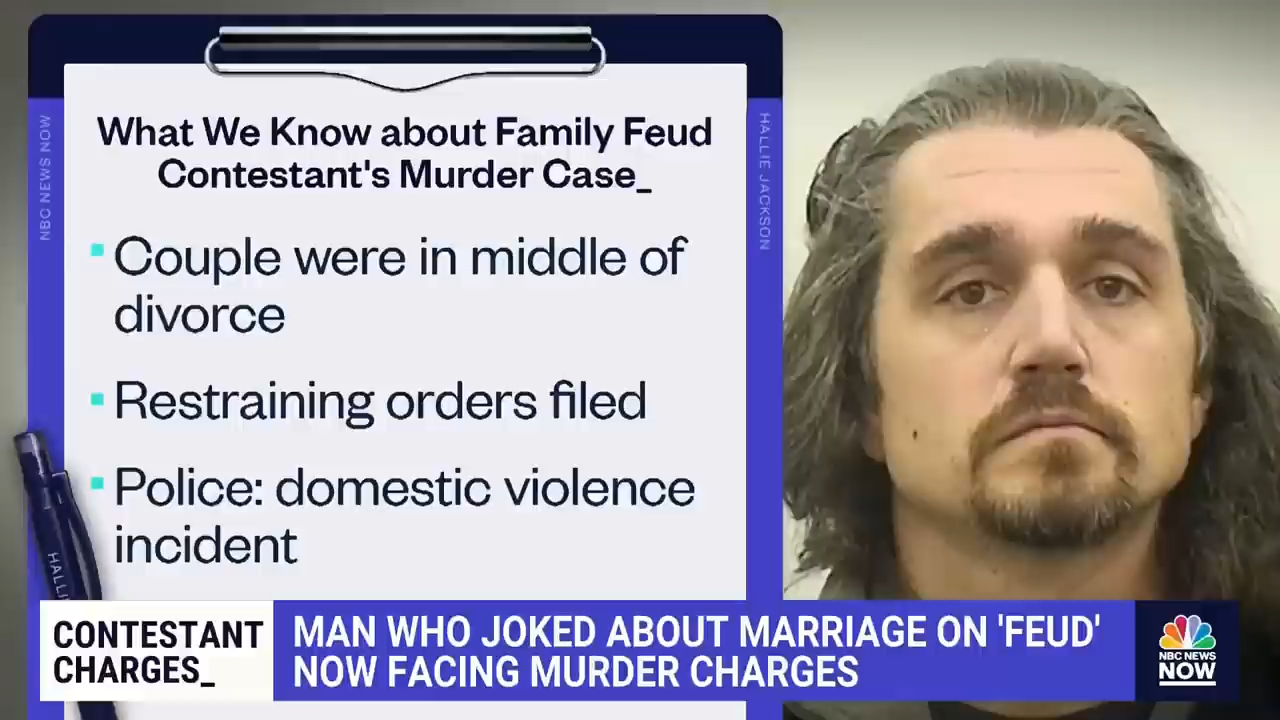 What We Know about Family Feud
Contestant's Murder Case_
Couple were in middle of
divorce
Restraining orders filed
Police: domestic violence
incident
NBC NEWS NOW
HALLIE JACKSON
HALLI
CONTESTANT
CHARGES_
MAN WHO JOKED ABOUT MARRIAGE ON 'FEUD'
NOW FACING MURDER CHARGES
NBC NEWS
NOW